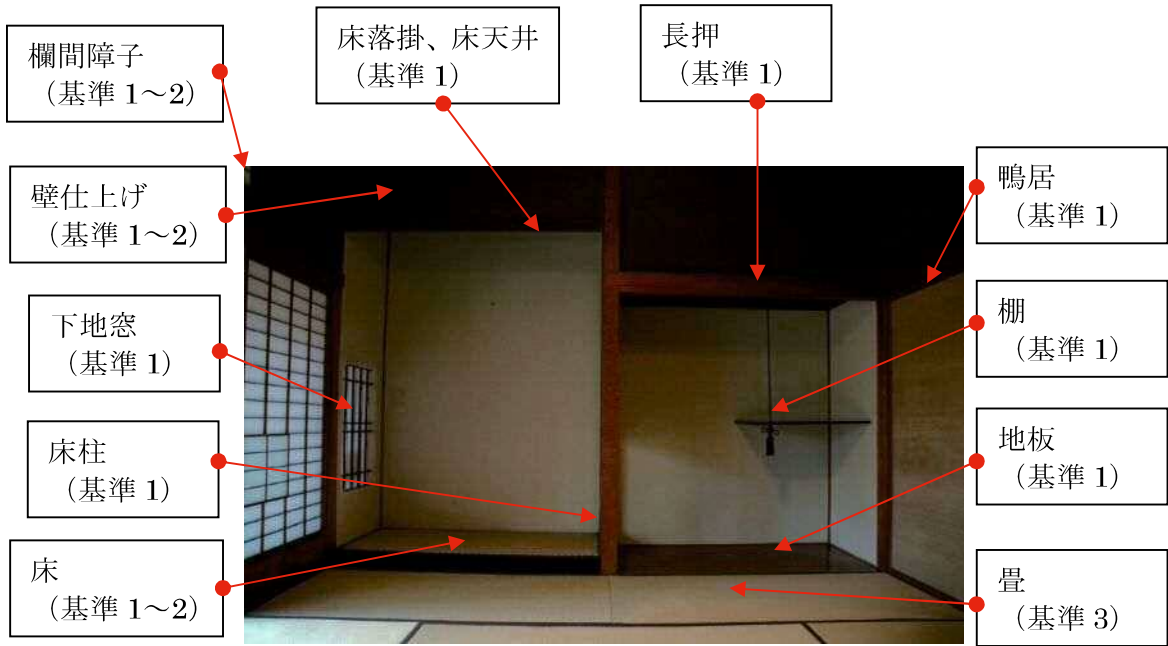 欄間障子
（基準 1～2）
床落掛、床天井
（基準 1）
長押
（基準 1）
壁仕上げ
（基準 1～2）
鴨居
（基準 1）
下地窓
（基準 1）
棚
（基準 1）
床柱
（基準 1）
地板
（基準 1）
床
（基準 1～2）
畳
（基準 3）